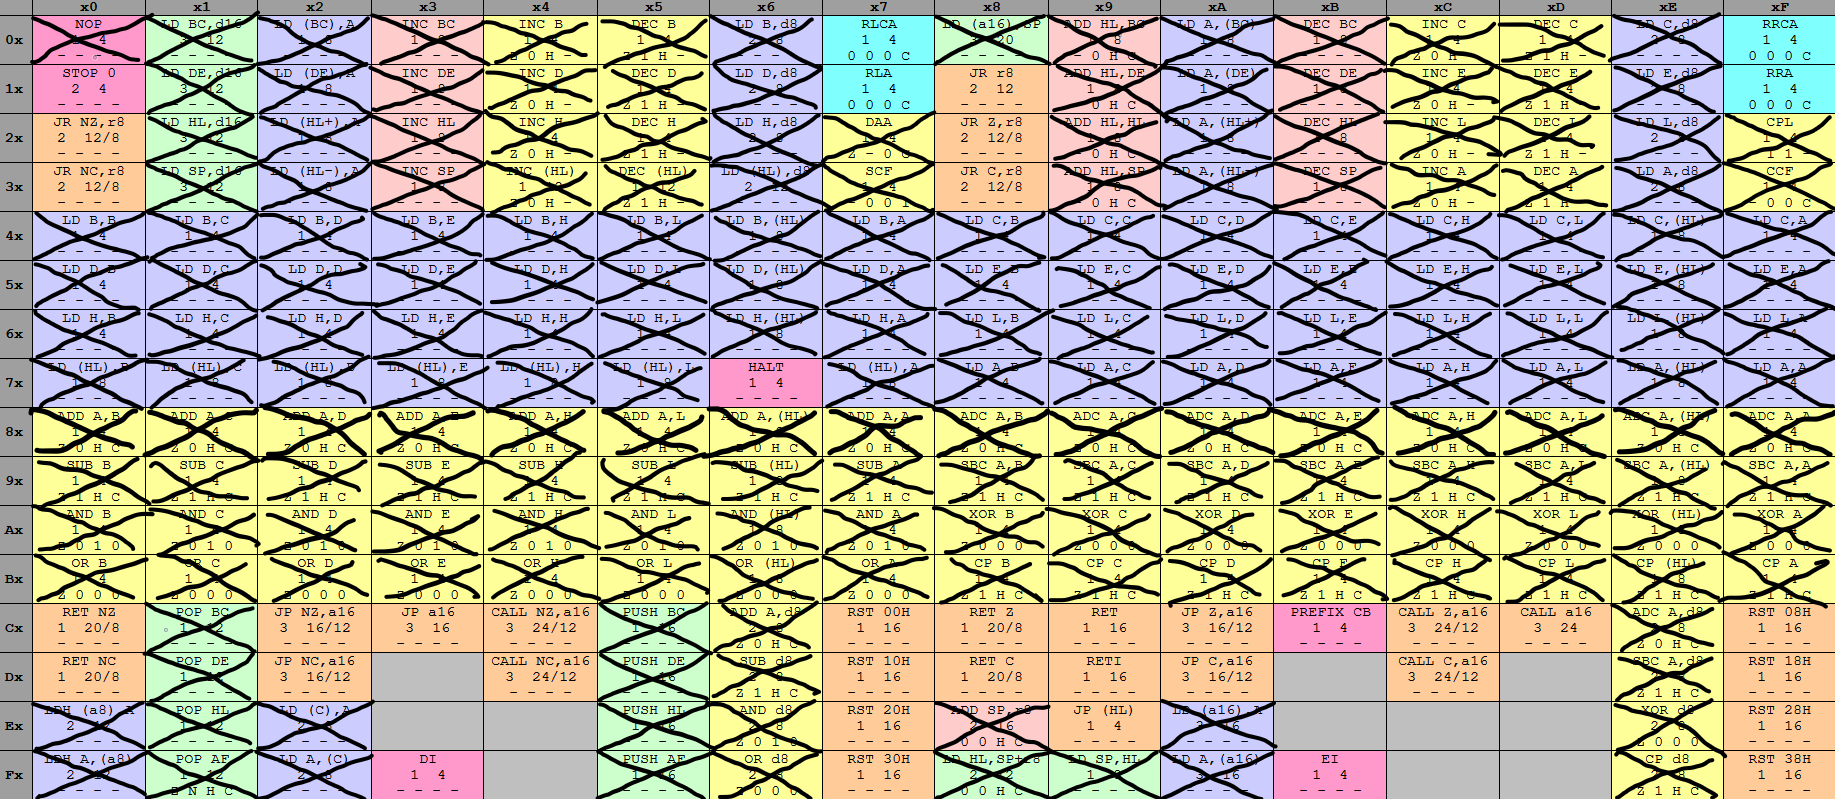 x0 x1 x2 x3 x4 x5 x6 x7 x8 x9 xA xB xC xD xE xF
NOP LD BC,d16 LD (BC),A INC BC INC B DEC B LD B,d8 RLCA LD (a16),SP ADD HL,BC LD A,(BC) DEC BC INC C DEC C LD C,d8 RRCA
0x 1 4 3 12 1 8 1 8 1 4 1 4 2 8 1 4 3 20 1 8 1 8 1 8 1 4 1 4 2 8 1 4
- - - - - - - - - - - - - - - - Z 0 H - Z 1 H - - - - - 0 0 0 C - - - - - 0 H C - - - - - - - - Z 0 H - Z 1 H - - - - - 0 0 0 C
STOP 0 LD DE,d16 LD (DE),A INC DE INC D DEC D LD D,d8 RLA JR r8 ADD HL,DE LD A,(DE) DEC DE INC E DEC E LD E,d8 RRA
1x 2 4 3 12 1 8 1 8 1 4 1 4 2 8 1 4 2 12 1 8 1 8 1 8 1 4 1 4 2 8 1 4
- - - - - - - - - - - - - - - - Z 0 H - Z 1 H - - - - - 0 0 0 C - - - - - 0 H C - - - - - - - - Z 0 H - Z 1 H - - - - - 0 0 0 C
JR NZ,r8 LD HL,d16 LD (HL+),A INC HL INC H DEC H LD H,d8 DAA JR Z,r8 ADD HL,HL LD A,(HL+) DEC HL INC L DEC L LD L,d8 CPL
2x 2 12/8 3 12 1 8 1 8 1 4 1 4 2 8 1 4 2 12/8 1 8 1 8 1 8 1 4 1 4 2 8 1 4
- - - - - - - - - - - - - - - - Z 0 H - Z 1 H - - - - - Z - 0 C - - - - - 0 H C - - - - - - - - Z 0 H - Z 1 H - - - - - - 1 1 -
JR NC,r8 LD SP,d16 LD (HL-),A INC SP INC (HL) DEC (HL) LD (HL),d8 SCF JR C,r8 ADD HL,SP LD A,(HL-) DEC SP INC A DEC A LD A,d8 CCF
3x 2 12/8 3 12 1 8 1 8 1 12 1 12 2 12 1 4 2 12/8 1 8 1 8 1 8 1 4 1 4 2 8 1 4
- - - - - - - - - - - - - - - - Z 0 H - Z 1 H - - - - - - 0 0 1 - - - - - 0 H C - - - - - - - - Z 0 H - Z 1 H - - - - - - 0 0 C
LD B,B LD B,C LD B,D LD B,E LD B,H LD B,L LD B,(HL) LD B,A LD C,B LD C,C LD C,D LD C,E LD C,H LD C,L LD C,(HL) LD C,A
4x 1 4 1 4 1 4 1 4 1 4 1 4 1 8 1 4 1 4 1 4 1 4 1 4 1 4 1 4 1 8 1 4
- - - - - - - - - - - - - - - - - - - - - - - - - - - - - - - - - - - - - - - - - - - - - - - - - - - - - - - - - - - - - - - -
LD D,B LD D,C LD D,D LD D,E LD D,H LD D,L LD D,(HL) LD D,A LD E,B LD E,C LD E,D LD E,E LD E,H LD E,L LD E,(HL) LD E,A
5x 1 4 1 4 1 4 1 4 1 4 1 4 1 8 1 4 1 4 1 4 1 4 1 4 1 4 1 4 1 8 1 4
- - - - - - - - - - - - - - - - - - - - - - - - - - - - - - - - - - - - - - - - - - - - - - - - - - - - - - - - - - - - - - - -
LD H,B LD H,C LD H,D LD H,E LD H,H LD H,L LD H,(HL) LD H,A LD L,B LD L,C LD L,D LD L,E LD L,H LD L,L LD L,(HL) LD L,A
6x 1 4 1 4 1 4 1 4 1 4 1 4 1 8 1 4 1 4 1 4 1 4 1 4 1 4 1 4 1 8 1 4
- - - - - - - - - - - - - - - - - - - - - - - - - - - - - - - - - - - - - - - - - - - - - - - - - - - - - - - - - - - - - - - -
LD (HL),B LD (HL),C LD (HL),D LD (HL),E LD (HL),H LD (HL),L HALT LD (HL),A LD A,B LD A,C LD A,D LD A,E LD A,H LD A,L LD A,(HL) LD A,A
7x 1 8 1 8 1 8 1 8 1 8 1 8 1 4 1 8 1 4 1 4 1 4 1 4 1 4 1 4 1 8 1 4
- - - - - - - - - - - - - - - - - - - - - - - - - - - - - - - - - - - - - - - - - - - - - - - - - - - - - - - - - - - - - - - -
ADD A,B ADD A,C ADD A,D ADD A,E ADD A,H ADD A,L ADD A,(HL) ADD A,A ADC A,B ADC A,C ADC A,D ADC A,E ADC A,H ADC A,L ADC A,(HL) ADC A,A
8x 1 4 1 4 1 4 1 4 1 4 1 4 1 8 1 4 1 4 1 4 1 4 1 4 1 4 1 4 1 8 1 4
Z 0 H C Z 0 H C Z 0 H C Z 0 H C Z 0 H C Z 0 H C Z 0 H C Z 0 H C Z 0 H C Z 0 H C Z 0 H C Z 0 H C Z 0 H C Z 0 H C Z 0 H C Z 0 H C
SUB B SUB C SUB D SUB E SUB H SUB L SUB (HL) SUB A SBC A,B SBC A,C SBC A,D SBC A,E SBC A,H SBC A,L SBC A,(HL) SBC A,A
9x 1 4 1 4 1 4 1 4 1 4 1 4 1 8 1 4 1 4 1 4 1 4 1 4 1 4 1 4 1 8 1 4
Z 1 H C Z 1 H C Z 1 H C Z 1 H C Z 1 H C Z 1 H C Z 1 H C Z 1 H C Z 1 H C Z 1 H C Z 1 H C Z 1 H C Z 1 H C Z 1 H C Z 1 H C Z 1 H C
AND B AND C AND D AND E AND H AND L AND (HL) AND A XOR B XOR C XOR D XOR E XOR H XOR L XOR (HL) XOR A
Ax 1 4 1 4 1 4 1 4 1 4 1 4 1 8 1 4 1 4 1 4 1 4 1 4 1 4 1 4 1 8 1 4
Z 0 1 0 Z 0 1 0 Z 0 1 0 Z 0 1 0 Z 0 1 0 Z 0 1 0 Z 0 1 0 Z 0 1 0 Z 0 0 0 Z 0 0 0 Z 0 0 0 Z 0 0 0 Z 0 0 0 Z 0 0 0 Z 0 0 0 Z 0 0 0
OR B OR C OR D OR E OR H OR L OR (HL) OR A CP B CP C CP D CP E CP H CP L CP (HL) CP A
Bx 1 4 1 4 1 4 1 4 1 4 1 4 1 8 1 4 1 4 1 4 1 4 1 4 1 4 1 4 1 8 1 4
Z 0 0 0 Z 0 0 0 Z 0 0 0 Z 0 0 0 Z 0 0 0 Z 0 0 0 Z 0 0 0 Z 0 0 0 Z 1 H C Z 1 H C Z 1 H C Z 1 H C Z 1 H C Z 1 H C Z 1 H C Z 1 H C
RET NZ POP BC JP NZ,a16 JP a16 CALL NZ,a16 PUSH BC ADD A,d8 RST 00H RET Z RET JP Z,a16 PREFIX CB CALL Z,a16 CALL a16 ADC A,d8 RST 08H
Cx 1 20/8 1 12 3 16/12 3 16 3 24/12 1 16 2 8 1 16 1 20/8 1 16 3 16/12 1 4 3 24/12 3 24 2 8 1 16
- - - - - - - - - - - - - - - - - - - - - - - - Z 0 H C - - - - - - - - - - - - - - - - - - - - - - - - - - - - Z 0 H C - - - -
RET NC POP DE JP NC,a16 CALL NC,a16 PUSH DE SUB d8 RST 10H RET C RETI JP C,a16 CALL C,a16 SBC A,d8 RST 18H
Dx 1 20/8 1 12 3 16/12 3 24/12 1 16 2 8 1 16 1 20/8 1 16 3 16/12 3 24/12 2 8 1 16
- - - - - - - - - - - - - - - - - - - - Z 1 H C - - - - - - - - - - - - - - - - - - - - Z 1 H C - - - -
LDH (a8),A POP HL LD (C),A PUSH HL AND d8 RST 20H ADD SP,r8 JP (HL) LD (a16),A XOR d8 RST 28H
Ex 2 12 1 12 2 8 1 16 2 8 1 16 2 16 1 4 3 16 2 8 1 16
- - - - - - - - - - - - - - - - Z 0 1 0 - - - - 0 0 H C - - - - - - - - Z 0 0 0 - - - -
LDH A,(a8) POP AF LD A,(C) DI PUSH AF OR d8 RST 30H LD HL,SP+r8 LD SP,HL LD A,(a16) EI CP d8 RST 38H
Fx 2 12 1 12 2 8 1 4 1 16 2 8 1 16 2 12 1 8 3 16 1 4 2 8 1 16
- - - - Z N H C - - - - - - - - - - - - Z 0 0 0 - - - - 0 0 H C - - - - - - - - - - - - Z 1 H C - - - -